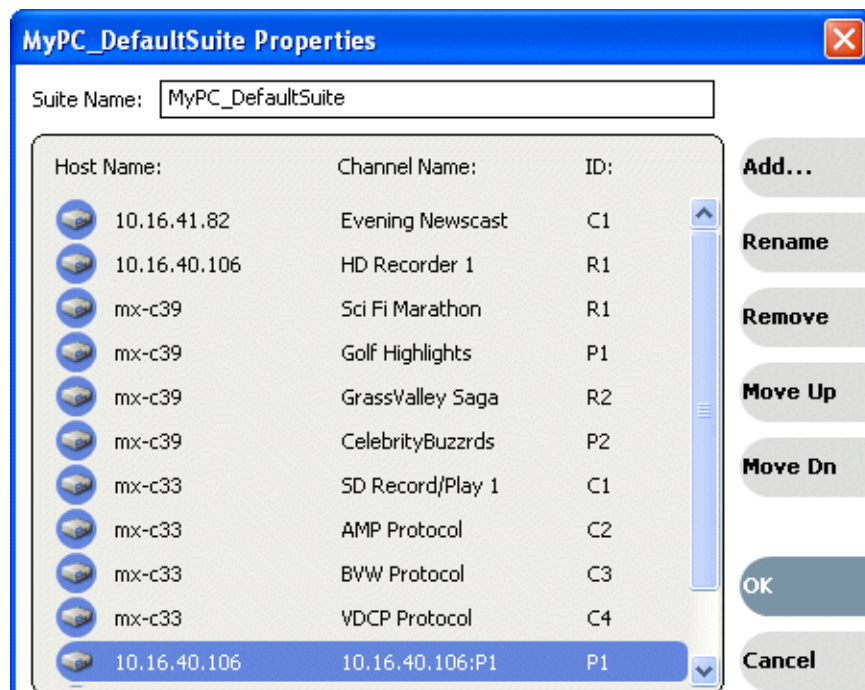 MyPC_DefaultSuite Properties
Suite Name: MyPC_DefaultSuite
Host Name: Channel Name: ID:
10.16.41.82 Evening Newscast C1
10.16.40.106 HD Recorder 1 R1
mx-c39 Sci Fi Marathon R1
mx-c39 Golf Highlights P1
mx-c39 GrassValley Saga R2
mx-c39 CelebrityBuzzrds P2
mx-c33 SD Record/Play 1 C1
mx-c33 AMP Protocol C2
mx-c33 BVW Protocol C3
mx-c33 VDCP Protocol C4
10.16.40.106 10.16.40.106:P1 P1
Add...
Rename
Remove
Move Up
Move Dn
OK
Cancel